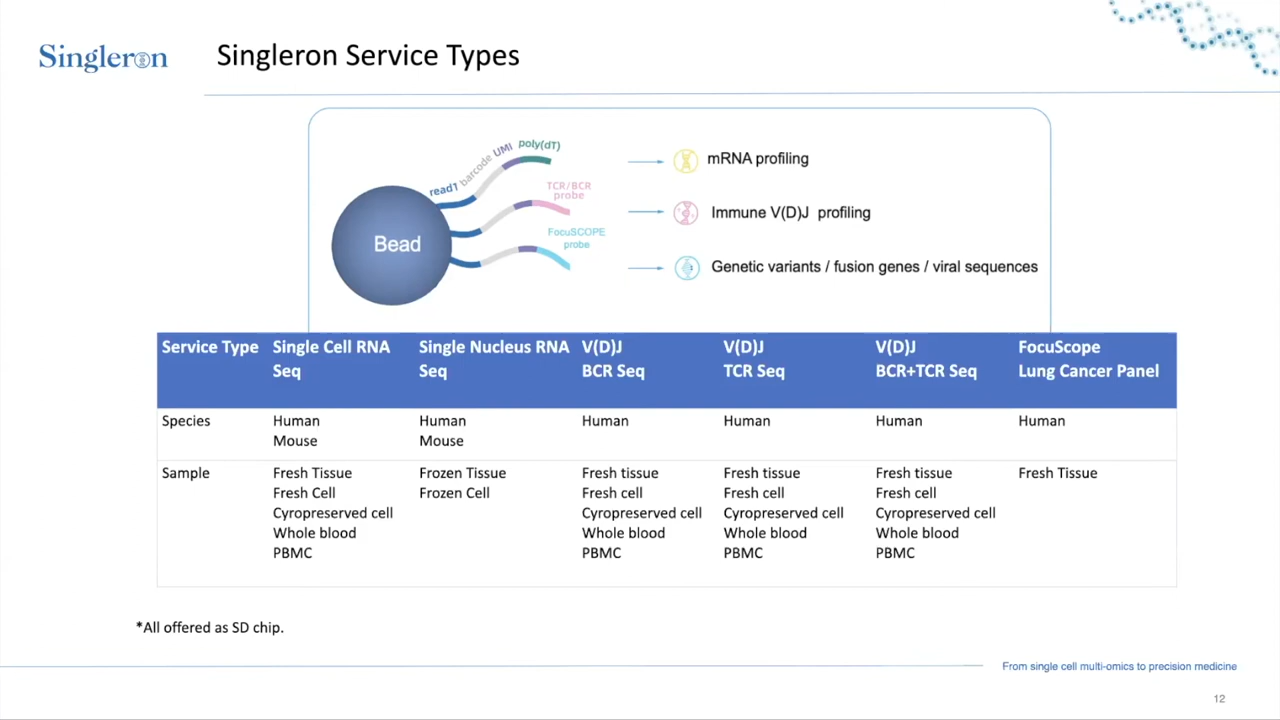 Singleron
Singleron Service Types
read1 barcode UMI poly(dT)
TCR/BCR
probe
FocuSCOPE
probe
Bead
mRNA profiling
Immune V(D)J profiling
Genetic variants / fusion genes / viral sequences
Service Type
Single Cell RNA
Seq
Single Nucleus RNA
Seq
V(D)J
BCR Seq
V(D)J
TCR Seq
V(D)J
BCR+TCR Seq
FocuScope
Lung Cancer Panel
Species
Human
Mouse
Human
Mouse
Human
Human
Human
Human
Sample
Fresh Tissue
Fresh Cell
Cyropreserved cell
Whole blood
PBMC
Frozen Tissue
Frozen Cell
Fresh tissue
Fresh cell
Cyropreserved cell
Whole blood
PBMC
Fresh tissue
Fresh cell
Cyropreserved cell
Whole blood
PBMC
Fresh tissue
Fresh cell
Cyropreserved cell
Whole blood
PBMC
Fresh Tissue
*All offered as SD chip.
From single cell multi-omics to precision medicine
12